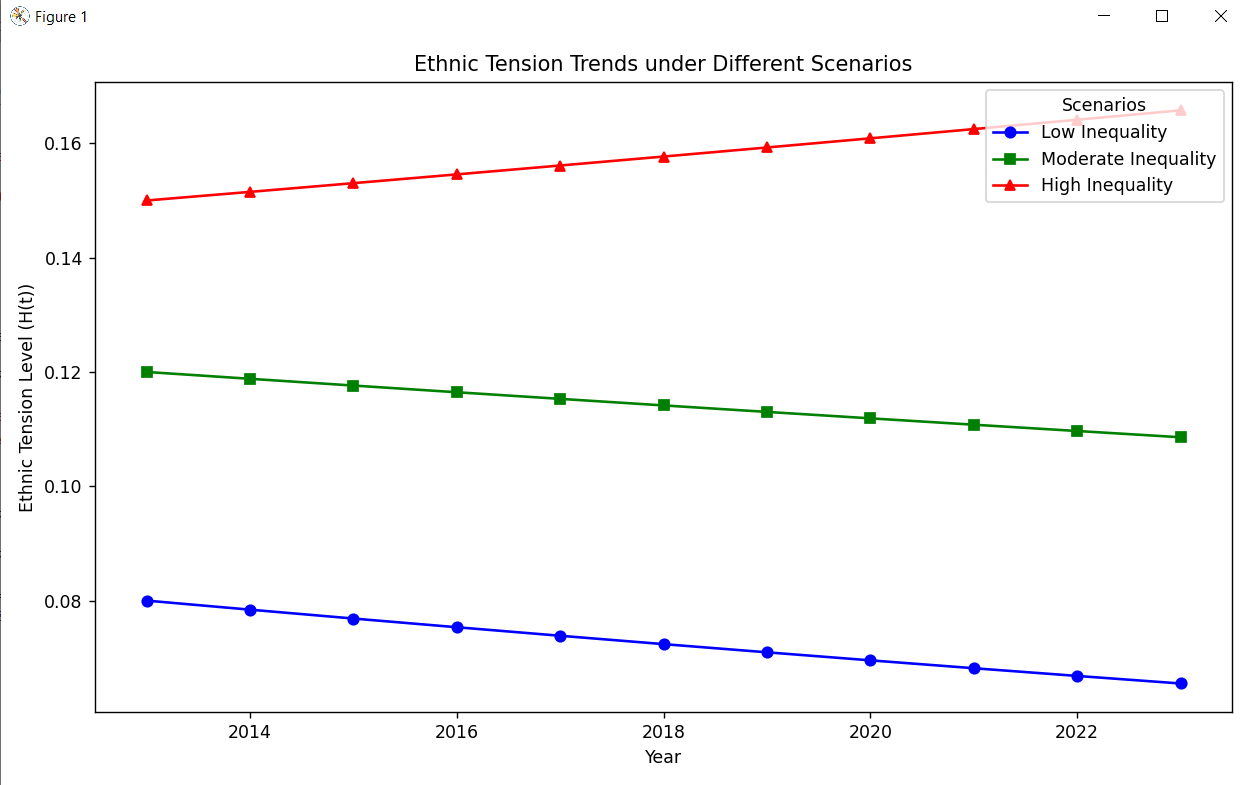 Figure 1
Ethnic Tension Trends under Different Scenarios
Scenarios
Low Inequality
Moderate Inequality
High Inequality
0.16
0.14
0.12
0.10
0.08
Ethnic Tension Level (H(t))
2014 2016 2018 2020 2022
Year